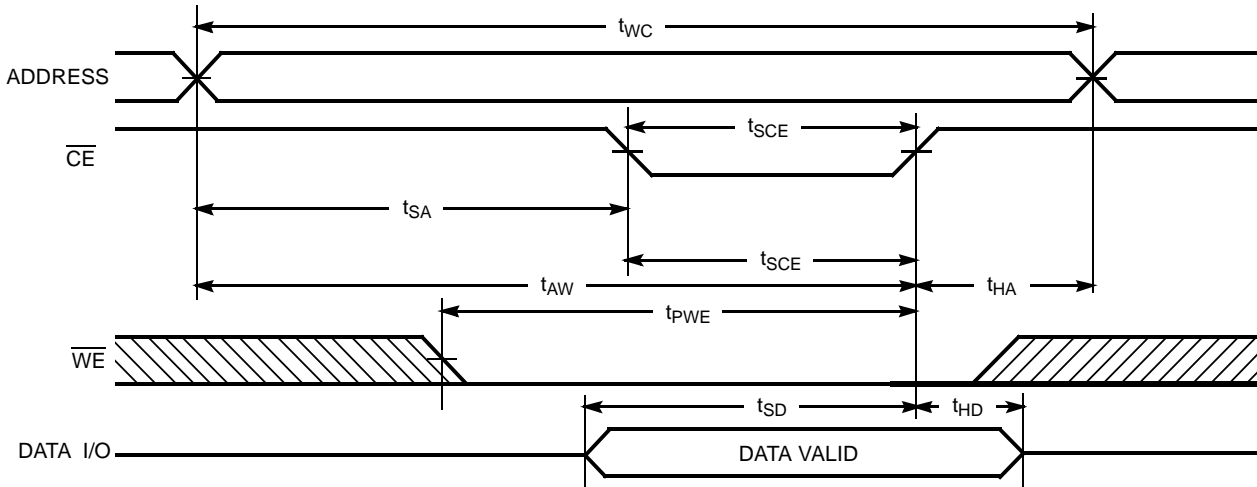 tWC
ADDRESS
tSCE
CE
tSA
tSCE
tAW
tHA
tPWE
WE
tSD
tHD
DATA I/O
DATA VALID